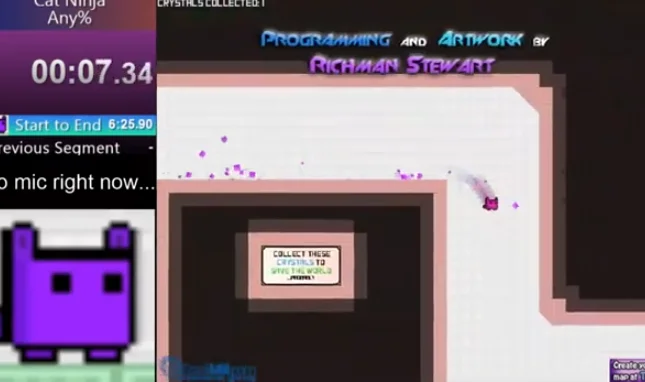 Cat Ninja
Any%
00:07.34
Start to End 6:25.90
revious Segment -
o mic right now...
CRYSTALS COLLECTED: 1
PROGRAMMING AND ARTWORK BY
RICHMAN STEWART
COLLECT THESE
CRYSTALS TO
SAVE THE WORLD
Create yo
map at